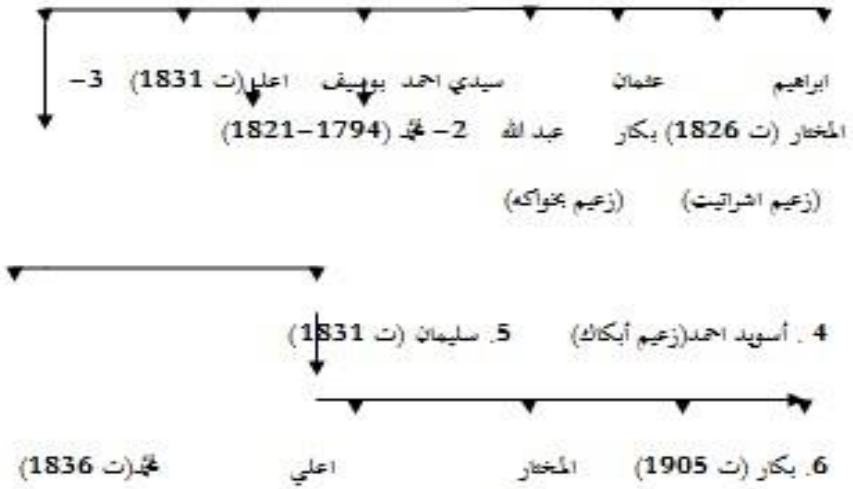 ابراهيم عثمان سيدي احمد بوسيف اعلي (ت 1831) 3-
المختار (ت 1826) بكار عبد الله 2- محمد (1794-1821)
(زعيم اشراتيت) (زعيم بخواكه)
4 . أسويد احمد(زعيم أبكاك) 5. سليمان (ت 1831)
6. بكار (ت 1905) المختار اعلي محمد(ت 1836)